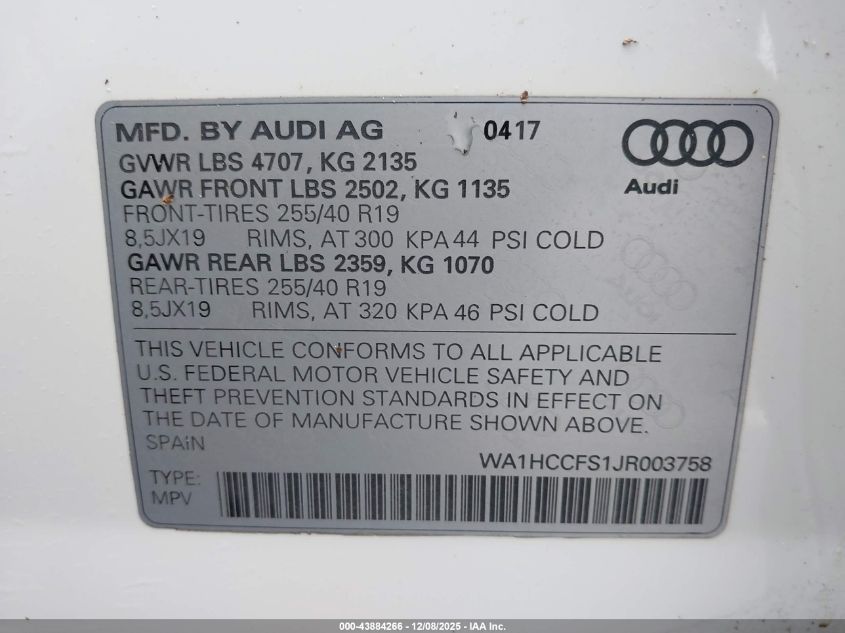 MFD. BY AUDI AG 0417
Audi
GVWR LBS 4707, KG 2135
GAWR FRONT LBS 2502, KG 1135
FRONT-TIRES 255/40 R19
8,5JX19 RIMS, AT 300 KPA 44 PSI COLD
GAWR REAR LBS 2359, KG 1070
REAR-TIRES 255/40 R19
8,5JX19 RIMS, AT 320 KPA 46 PSI COLD
Audi
THIS VEHICLE CONFORMS TO ALL APPLICABLE
U.S. FEDERAL MOTOR VEHICLE SAFETY AND
THEFT PREVENTION STANDARDS IN EFFECT ON
THE DATE OF MANUFACTURE SHOWN ABOVE.
SPAIN
WA1HCCFS1JR003758
TYPE:
MPV
000-43884266 - 12/08/2025 - IAA Inc.